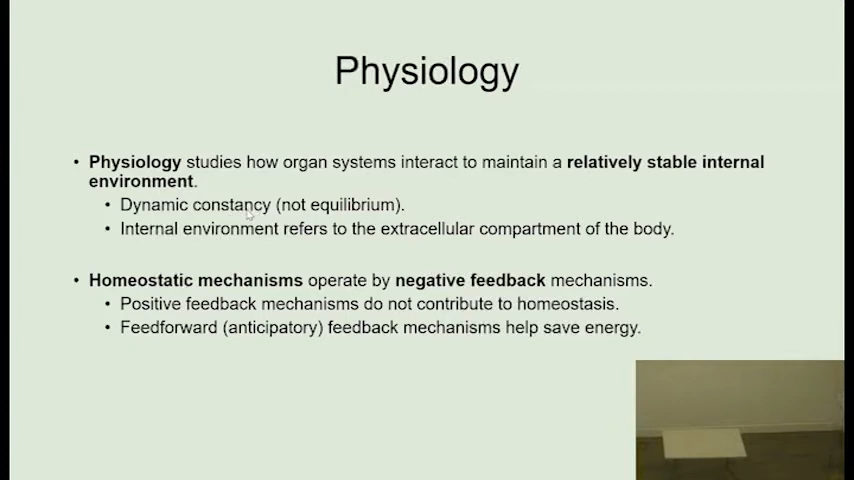 Physiology
• Physiology studies how organ systems interact to maintain a relatively stable internal
environment.
• Dynamic constancy (not equilibrium).
• Internal environment refers to the extracellular compartment of the body.
• Homeostatic mechanisms operate by negative feedback mechanisms.
• Positive feedback mechanisms do not contribute to homeostasis.
• Feedforward (anticipatory) feedback mechanisms help save energy.